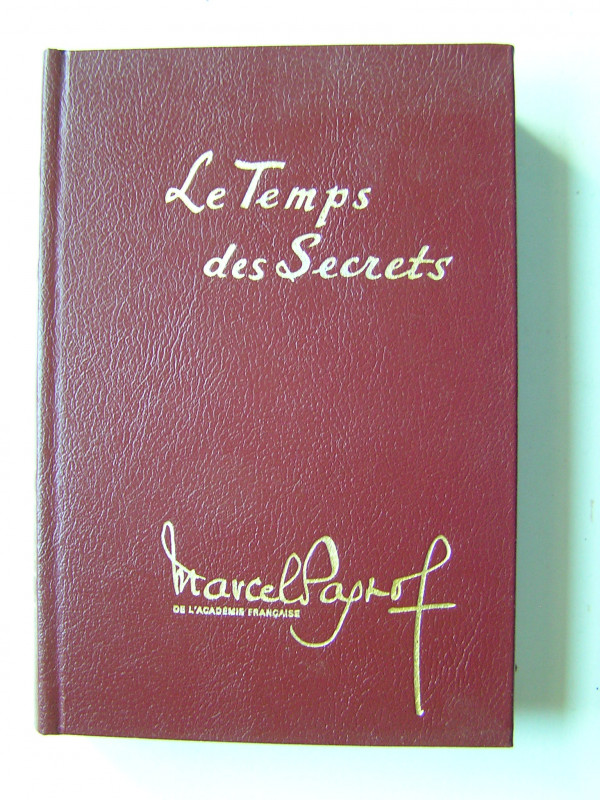 Le Temps
des Secrets
Marcel Pagnol
DE L'ACADÉMIE FRANÇAISE